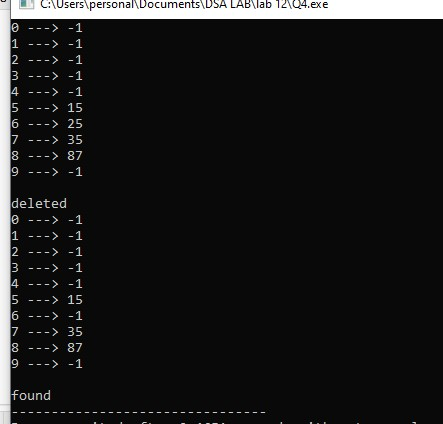 C:\Users\personal\Documents\DSA LAB\lab 12\Q4.exe
0 ---> -1
1 ---> -1
2 ---> -1
3 ---> -1
4 ---> -1
5 ---> 15
6 ---> 25
7 ---> 35
8 ---> 87
9 ---> -1
deleted
0 ---> -1
1 ---> -1
2 ---> -1
3 ---> -1
4 ---> -1
5 ---> 15
6 ---> -1
7 ---> 35
8 ---> 87
9 ---> -1
found
--------------------------------